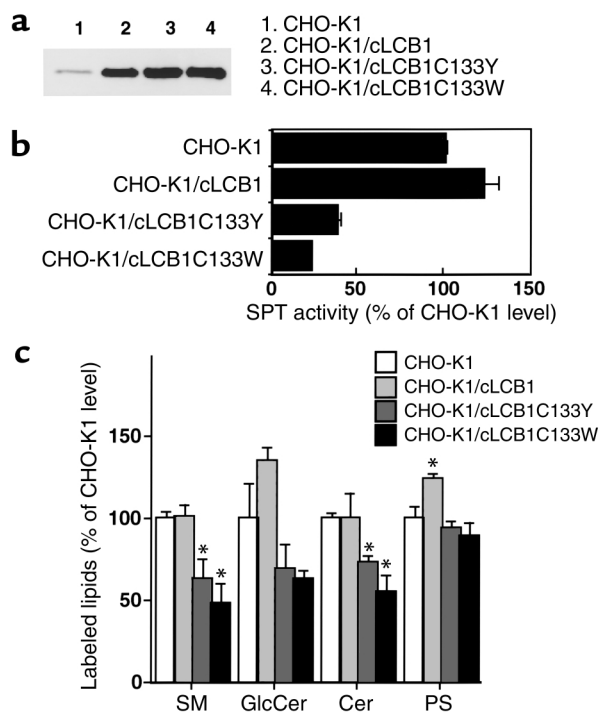 a
1 2 3 4
1. CHO-K1
2. CHO-K1/cLCB1
3. CHO-K1/cLCB1C133Y
4. CHO-K1/cLCB1C133W
b
CHO-K1
CHO-K1/cLCB1
CHO-K1/cLCB1C133Y
CHO-K1/cLCB1C133W
0 50 100 150
SPT activity (% of CHO-K1 level)
c
CHO-K1
CHO-K1/cLCB1
CHO-K1/cLCB1C133Y
CHO-K1/cLCB1C133W
Labeled lipids (% of CHO-K1 level)
150
100
50
0
*
* *
* *
SM GlcCer Cer PS